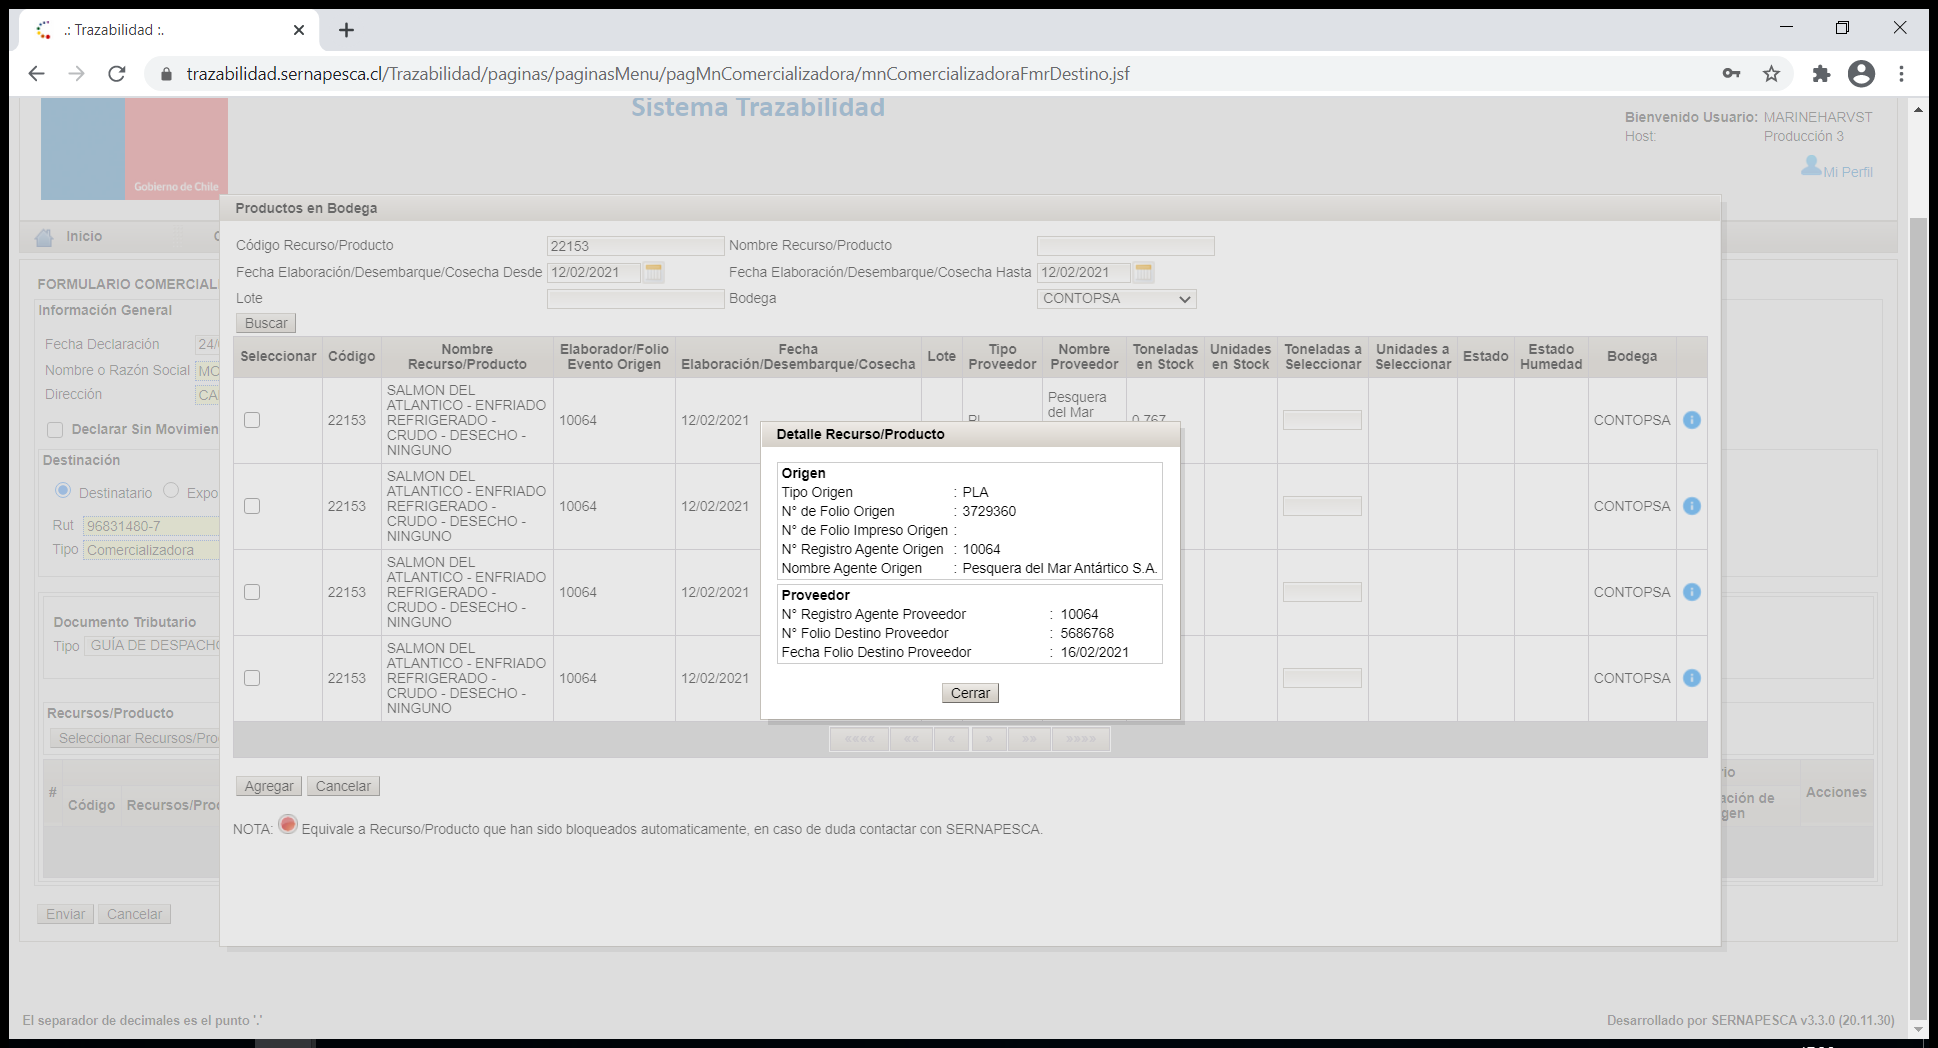 .: Trazabilidad :.
trazabilidad.sernapesca.cl/Trazabilidad/paginas/paginasMenu/pagMnComercializadora/mnComercializadoraFmrDestino.jsf
Sistema Trazabilidad
Bienvenido Usuario: MARINEHARVST
Host: Producción 3
Mi Perfil
Gobierno de Chile
Inicio
Productos en Bodega
Código Recurso/Producto 22153 Nombre Recurso/Producto
Fecha Elaboración/Desembarque/Cosecha Desde 12/02/2021 Fecha Elaboración/Desembarque/Cosecha Hasta 12/02/2021
Lote Bodega CONTOPSA
Buscar
Seleccionar Código Nombre Recurso/Producto Elaborador/Folio Evento Origen Fecha Elaboración/Desembarque/Cosecha Lote Tipo Proveedor Nombre Proveedor Toneladas en Stock Unidades en Stock Toneladas a Seleccionar Unidades a Seleccionar Estado Estado Humedad Bodega
22153 SALMON DEL ATLANTICO - ENFRIADO REFRIGERADO - CRUDO - DESECHO - NINGUNO 10064 12/02/2021 PL Pesquera del Mar 0.767 CONTOPSA
22153 SALMON DEL ATLANTICO - ENFRIADO REFRIGERADO - CRUDO - DESECHO - NINGUNO 10064 12/02/2021 CONTOPSA
22153 SALMON DEL ATLANTICO - ENFRIADO REFRIGERADO - CRUDO - DESECHO - NINGUNO 10064 12/02/2021 CONTOPSA
22153 SALMON DEL ATLANTICO - ENFRIADO REFRIGERADO - CRUDO - DESECHO - NINGUNO 10064 12/02/2021 CONTOPSA
«««« «« « » »» »»»»
Agregar Cancelar
NOTA: Equivale a Recurso/Producto que han sido bloqueados automaticamente, en caso de duda contactar con SERNAPESCA.
Detalle Recurso/Producto
Origen
Tipo Origen : PLA
N° de Folio Origen : 3729360
N° de Folio Impreso Origen :
N° Registro Agente Origen : 10064
Nombre Agente Origen : Pesquera del Mar Antártico S.A.
Proveedor
N° Registro Agente Proveedor : 10064
N° Folio Destino Proveedor : 5686768
Fecha Folio Destino Proveedor : 16/02/2021
Cerrar
FORMULARIO COMERCIAL
Información General
Fecha Declaración 24/
Nombre o Razón Social MO
Dirección CA
Declarar Sin Movimien
Destinación
Destinatario Expo
Rut 96831480-7
Tipo Comercializadora
Documento Tributario
Tipo GUÍA DE DESPACHO
Recursos/Producto
Seleccionar Recursos/Pro
# Código Recursos/Pro
ación de
gen
Acciones
Enviar Cancelar
El separador de decimales es el punto '.'
Desarrollado por SERNAPESCA v3.3.0 (20.11.30)